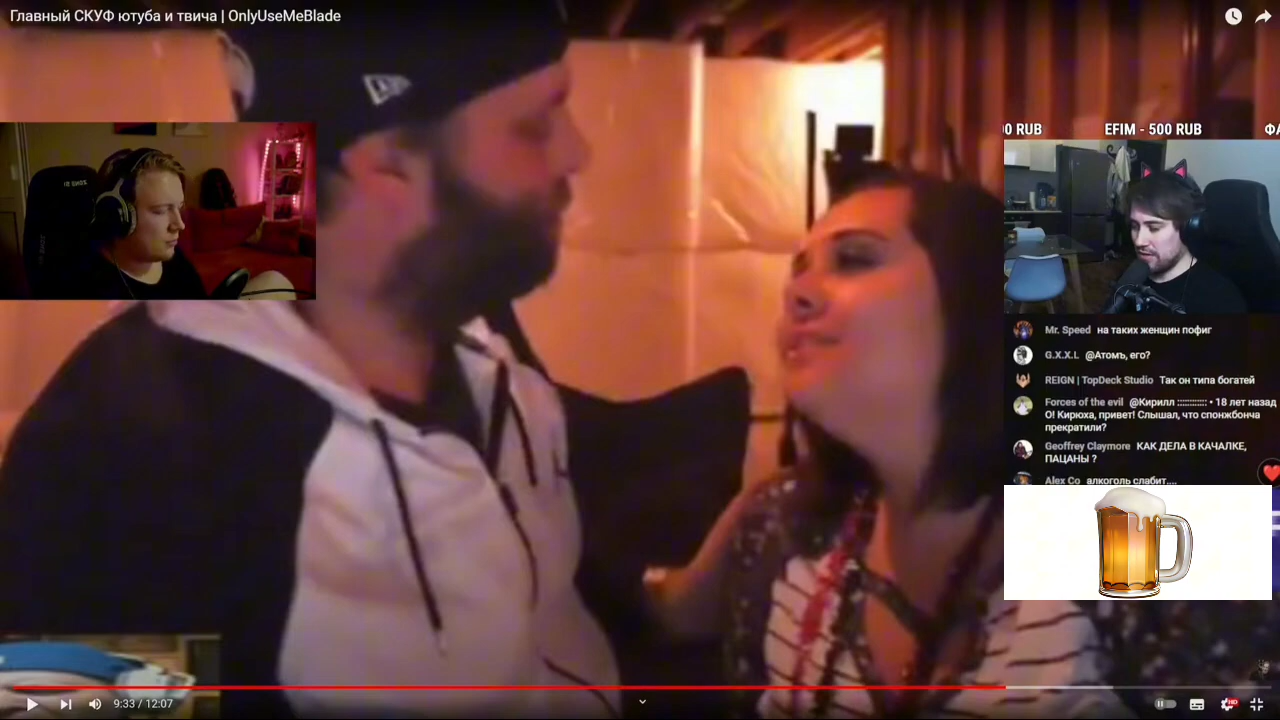 Главный СКУФ ютуба и твича | OnlyUseMeBlade
0 RUB EFIM - 500 RUB ФА
Mr. Speed на таких женщин пофиг
G.X.X.L @Атомъ, его?
REIGN | TopDeck Studio Так он типа богатей
Forces of the evil @Кирилл :::::::::::: • 18 лет назад
О! Кирюха, привет! Слышал, что спонжбонча
прекратили?
Geoffrey Claymore КАК ДЕЛА В КАЧАЛКЕ,
ПАЦАНЫ ?
Alex Co алкоголь слабит....
9:33 / 12:07
HD